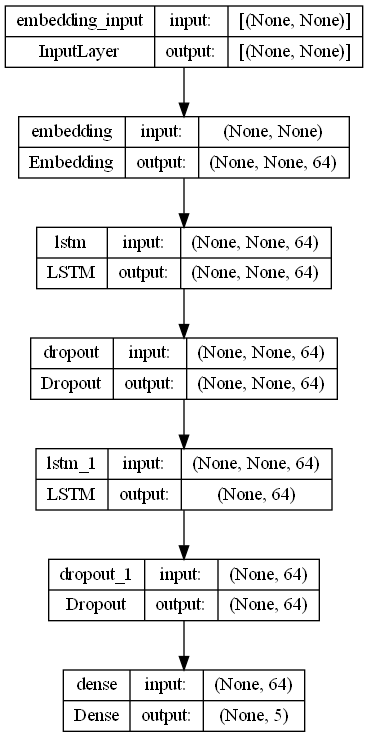 embedding_input input: [(None, None)]
InputLayer output: [(None, None)]
embedding input: (None, None)
Embedding output: (None, None, 64)
lstm input: (None, None, 64)
LSTM output: (None, None, 64)
dropout input: (None, None, 64)
Dropout output: (None, None, 64)
lstm_1 input: (None, None, 64)
LSTM output: (None, 64)
dropout_1 input: (None, 64)
Dropout output: (None, 64)
dense input: (None, 64)
Dense output: (None, 5)